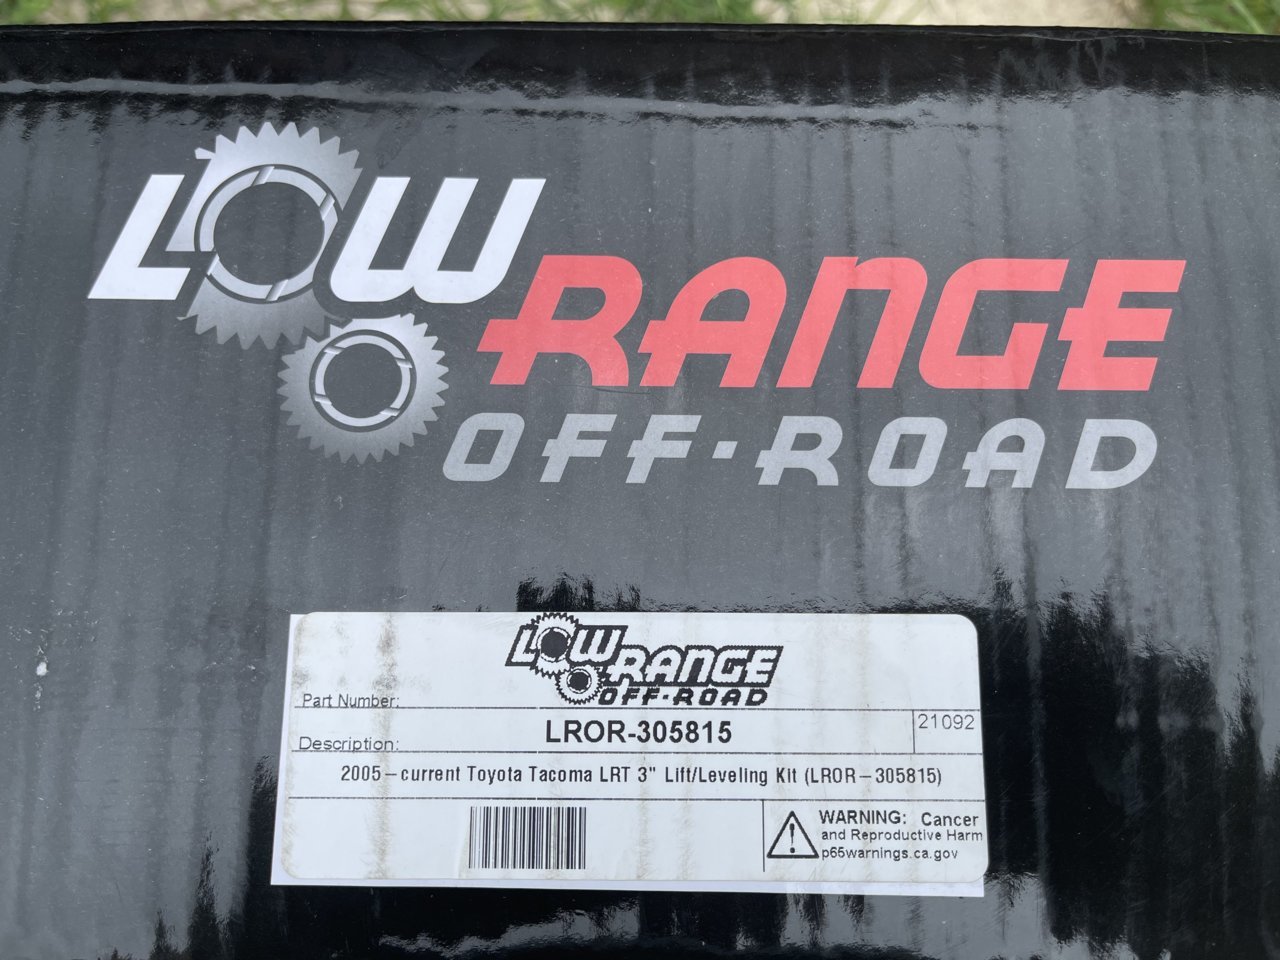 LOW
RANGE
OFF-ROAD
LOW
RANGE
OFF-ROAD
Part Number:
LROR-305815
21092
Description:
2005-current Toyota Tacoma LRT 3" Lift/Leveling Kit (LROR-305815)
WARNING: Cancer
and Reproductive Harm
p65warnings.ca.gov